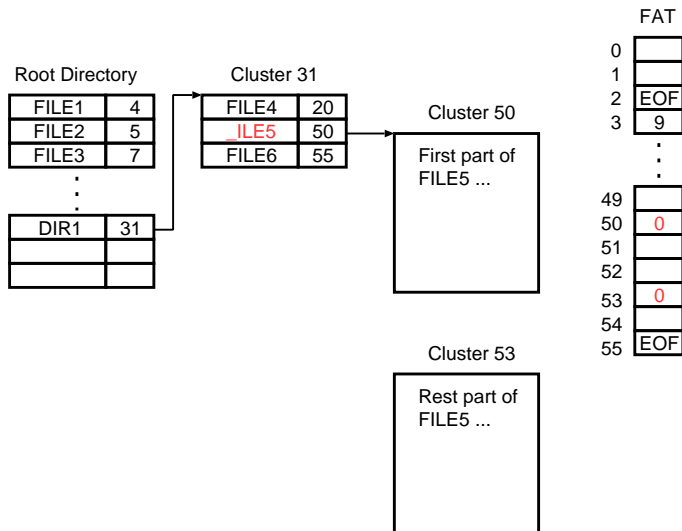 FAT
0
1
2 EOF
3 9
Root Directory
FILE1 4
FILE2 5
FILE3 7
DIR1 31
Cluster 31
FILE4 20
_ILE5 50
FILE6 55
Cluster 50
First part of
FILE5 ...
49
50 0
51
52
53 0
54
55 EOF
Cluster 53
Rest part of
FILE5 ...